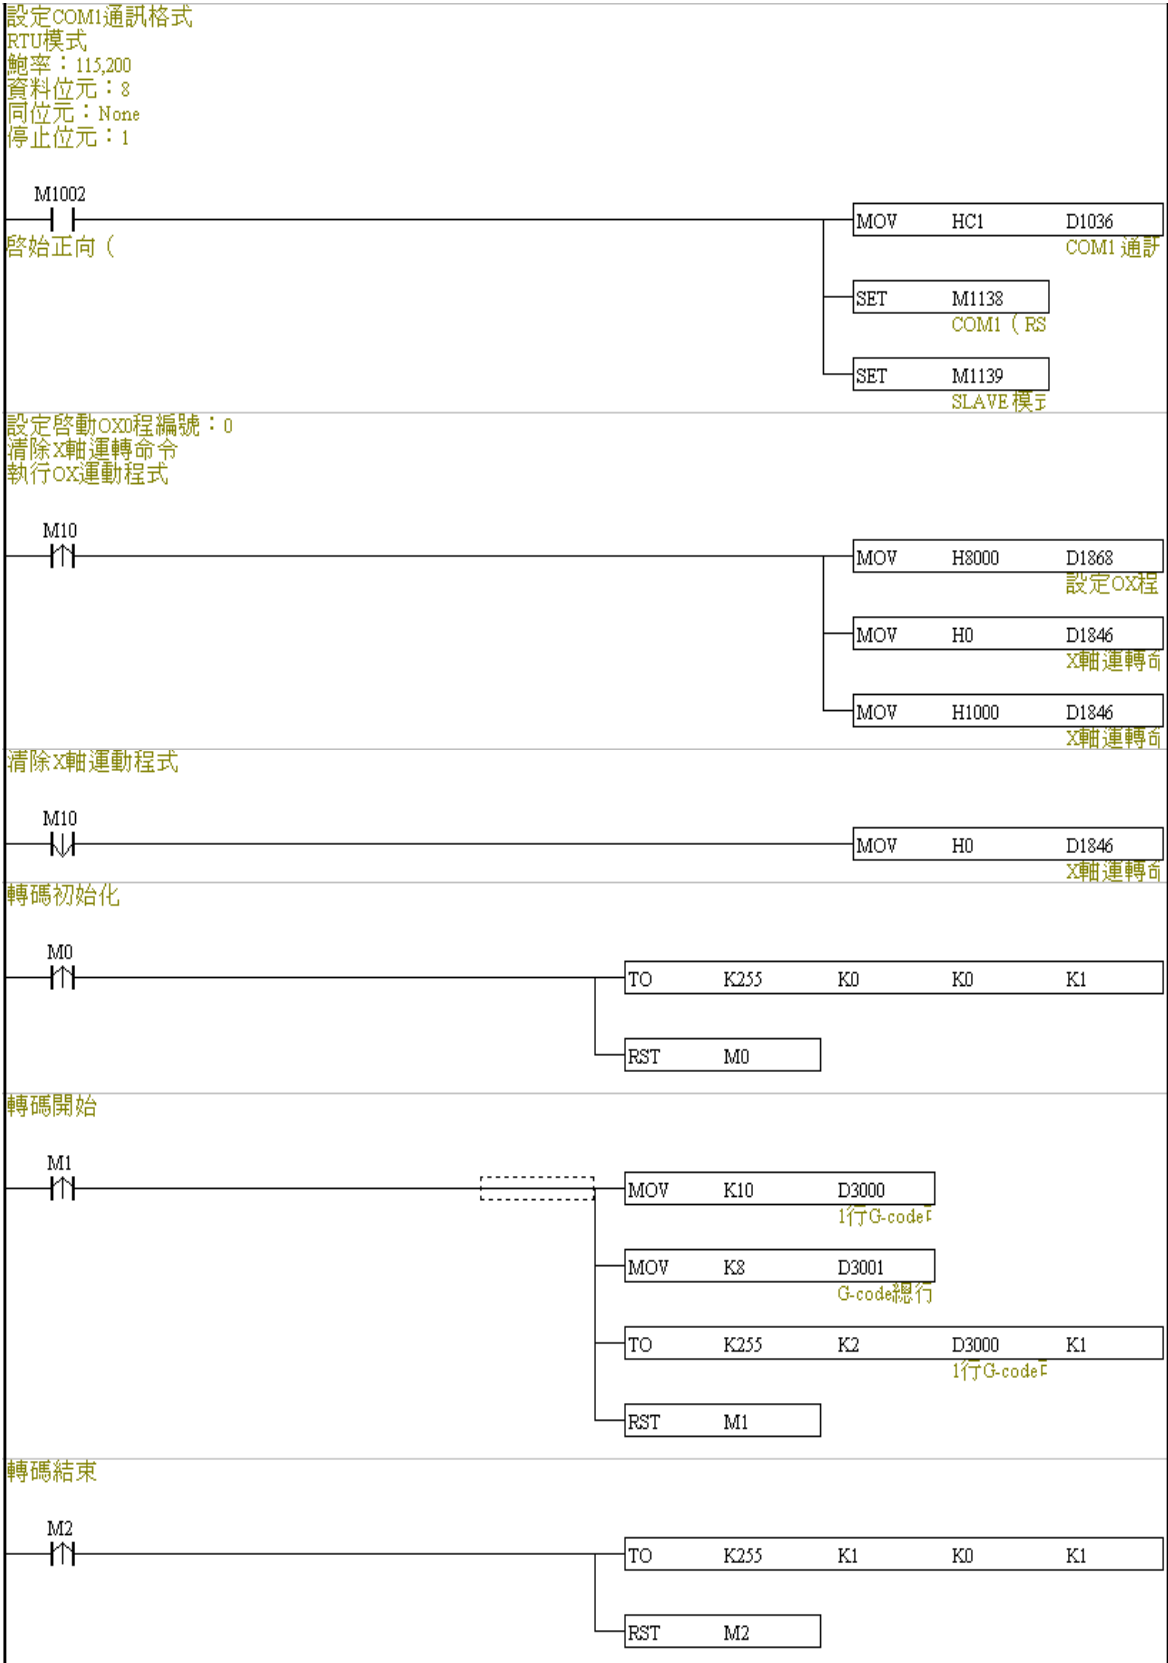 設定COM1通訊格式
RTU模式
鮑率：115,200
資料位元：8
同位元：None
停止位元：1
M1002
MOV HC1 D1036
啓始正向（
COM1 通訊
SET M1138
COM1（RS
SET M1139
SLAVE 模式
設定啓動OX0程編號：0
清除X軸運轉命令
執行OX運動程式
M10
MOV H8000 D1868
設定OX程
MOV H0 D1846
X軸運轉命
MOV H1000 D1846
X軸運轉命
清除X軸運動程式
M10
MOV H0 D1846
X軸運轉命
轉碼初始化
M0
TO K255 K0 K0 K1
RST M0
轉碼開始
M1
MOV K10 D3000
1行G-code
MOV K8 D3001
G-code總行
TO K255 K2 D3000 K1
1行G-code
RST M1
轉碼結束
M2
TO K255 K1 K0 K1
RST M2